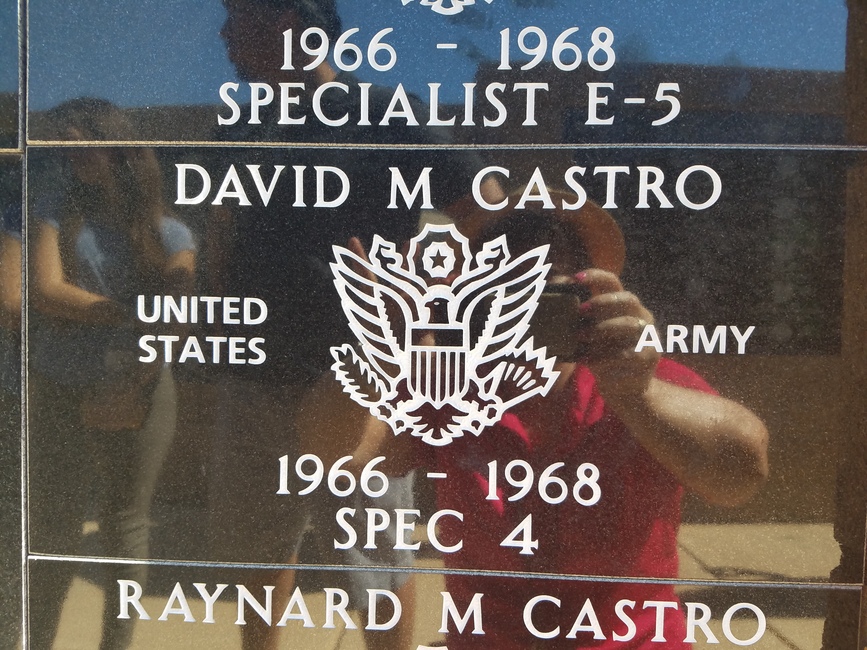 1966 - 1968
SPECIALIST E-5
DAVID M CASTRO
UNITED
STATES
ARMY
1966 - 1968
SPEC 4
RAYNARD M CASTRO